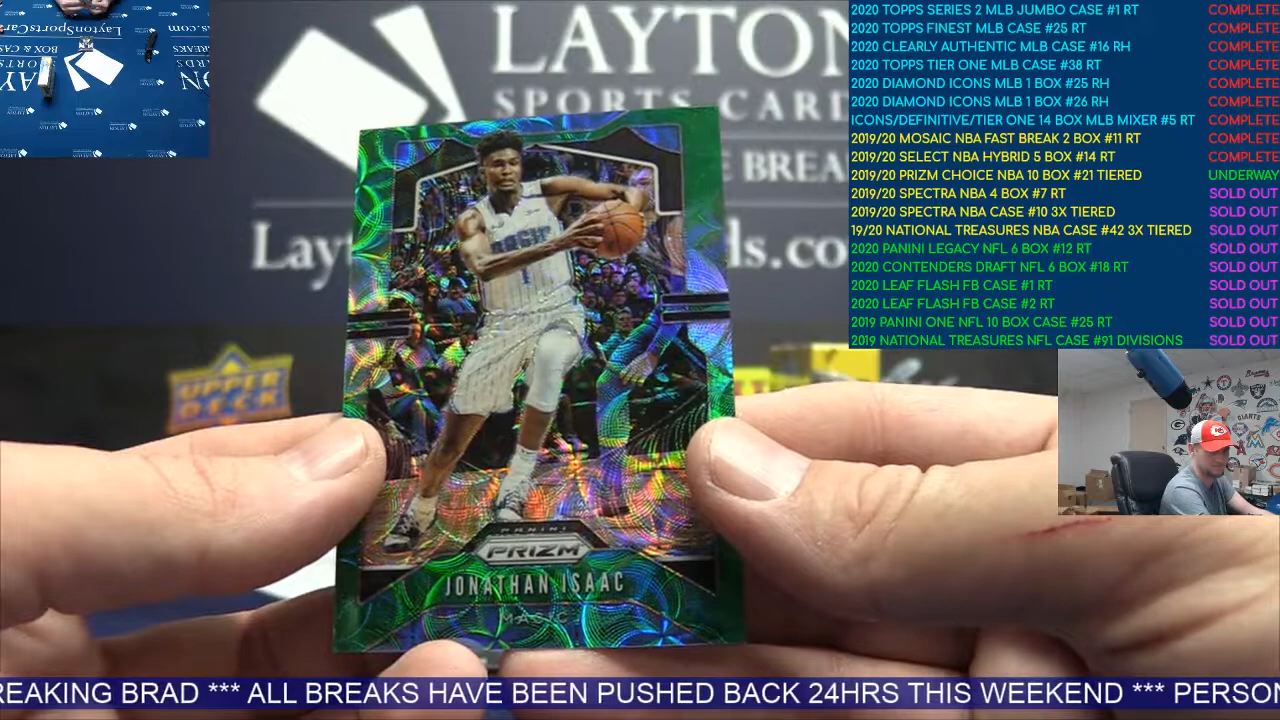 LAYTON
SPORTS CARDS
E BREA
Lay ds.co
2020 TOPPS SERIES 2 MLB JUMBO CASE #1 RT COMPLETE
2020 TOPPS FINEST MLB CASE #25 RT COMPLETE
2020 CLEARLY AUTHENTIC MLB CASE #16 RH COMPLETE
2020 TOPPS TIER ONE MLB CASE #38 RT COMPLETE
2020 DIAMOND ICONS MLB 1 BOX #25 RH COMPLETE
2020 DIAMOND ICONS MLB 1 BOX #26 RH COMPLETE
ICONS/DEFINITIVE/TIER ONE 14 BOX MLB MIXER #5 RT COMPLETE
2019/20 MOSAIC NBA FAST BREAK 2 BOX #11 RT COMPLETE
2019/20 SELECT NBA HYBRID 5 BOX #14 RT COMPLETE
2019/20 PRIZM CHOICE NBA 10 BOX #21 TIERED UNDERWAY
2019/20 SPECTRA NBA 4 BOX #7 RT SOLD OUT
2019/20 SPECTRA NBA CASE #10 3X TIERED SOLD OUT
19/20 NATIONAL TREASURES NBA CASE #42 3X TIERED SOLD OUT
2020 PANINI LEGACY NFL 6 BOX #12 RT SOLD OUT
2020 CONTENDERS DRAFT NFL 6 BOX #18 RT SOLD OUT
2020 LEAF FLASH FB CASE #1 RT SOLD OUT
2020 LEAF FLASH FB CASE #2 RT SOLD OUT
2019 PANINI ONE NFL 10 BOX CASE #25 RT SOLD OUT
2019 NATIONAL TREASURES NFL CASE #91 DIVISIONS SOLD OUT
UPPER
DECK
MAGIC
1
PANINI
PRIZM
JONATHAN ISAAC
MAGIC
GIANTS
REAKING BRAD *** ALL BREAKS HAVE BEEN PUSHED BACK 24HRS THIS WEEKEND *** PERSON